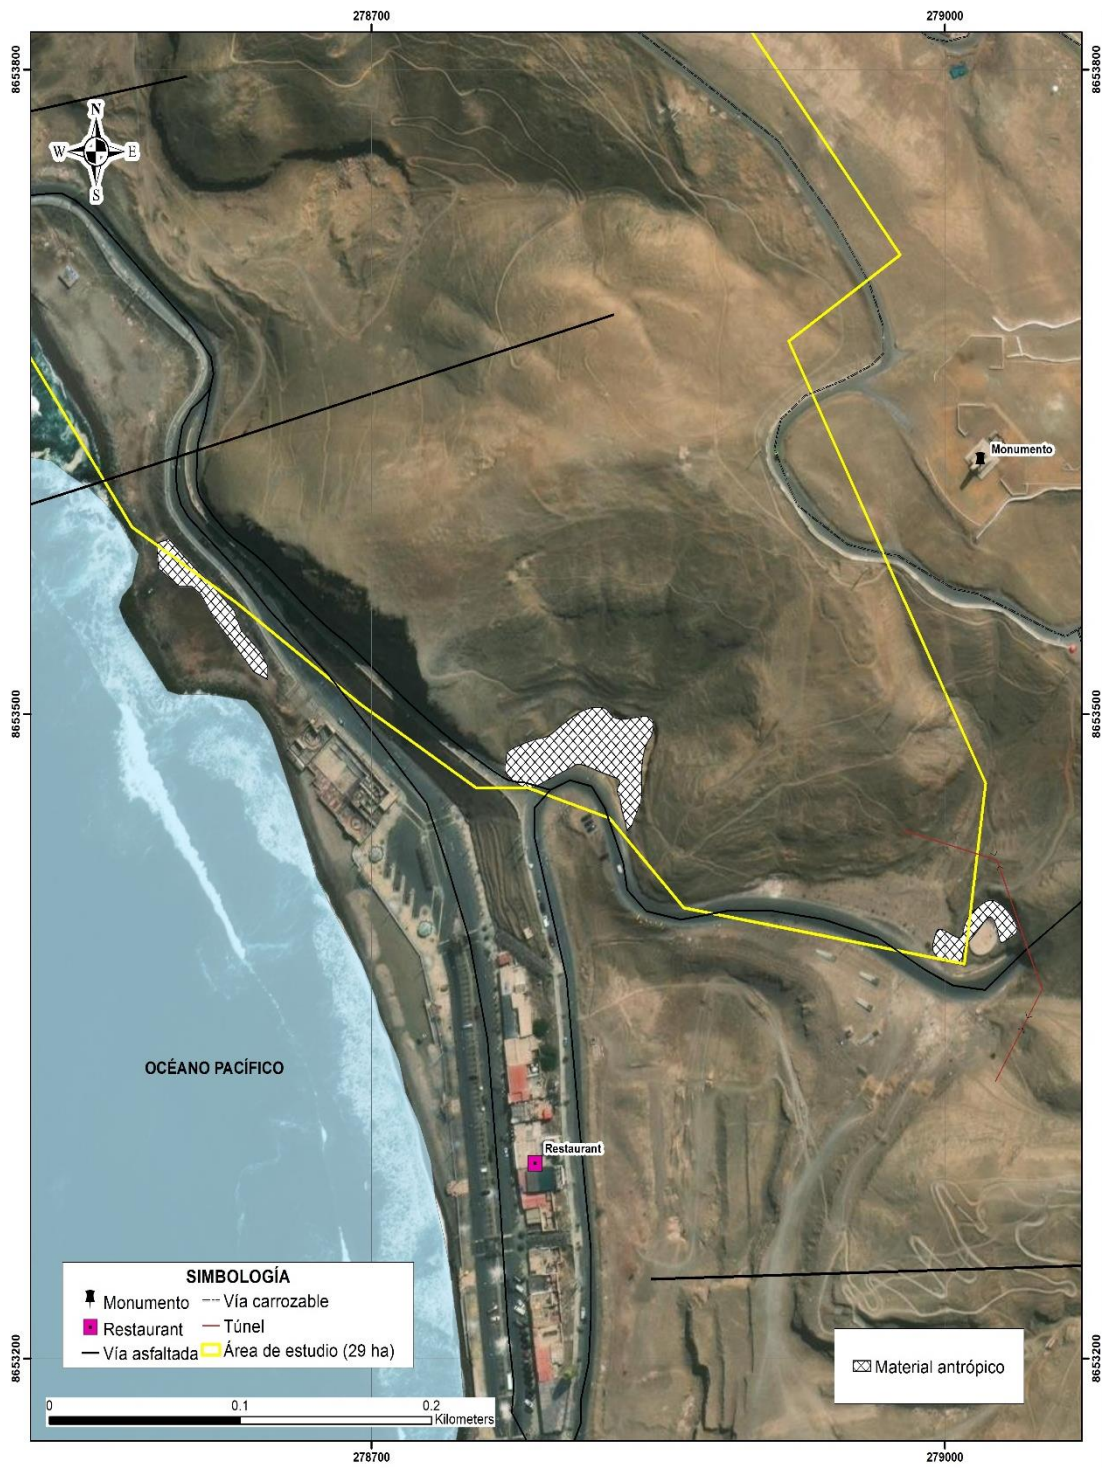 278700
279000
8653800
8653800
N
W
E
S
Monumento
8653500
8653500
OCÉANO PACÍFICO
Restaurant
SIMBOLOGÍA
Monumento
Vía carrozable
Restaurant
Túnel
Vía asfaltada
Área de estudio (29 ha)
Material antrópico
8653200
8653200
0
0.1
0.2
Kilometers
278700
279000